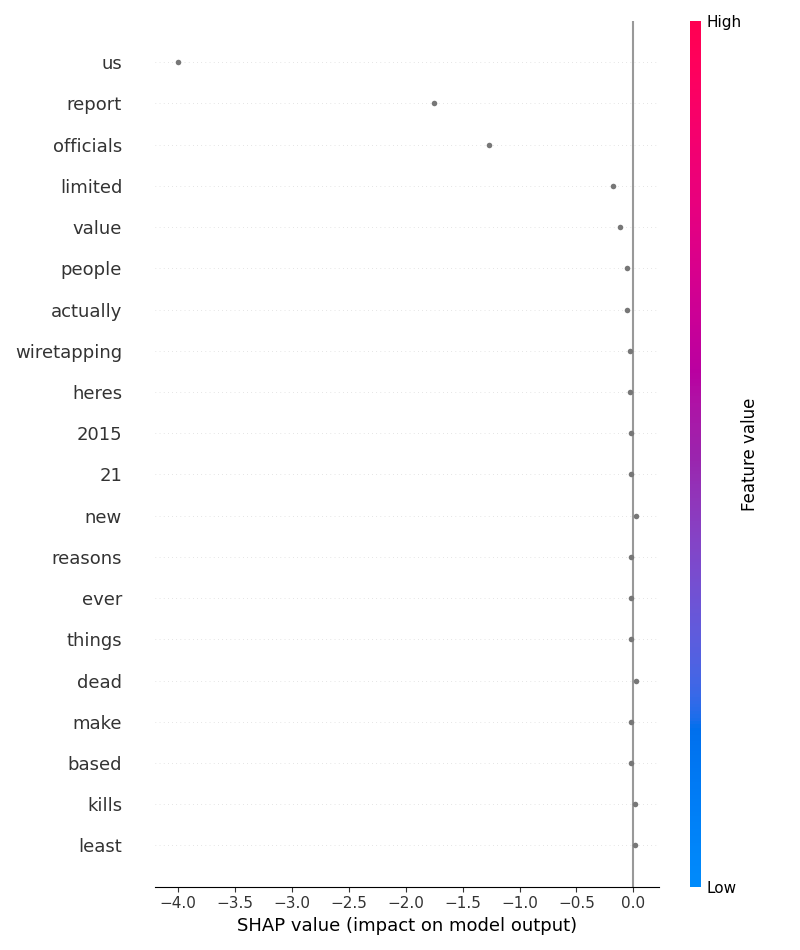 High
us
report
officials
limited
value
people
actually
wiretapping
heres
2015
21
new
reasons
ever
things
dead
make
based
kills
least
Feature value
Low
−4.0 −3.5 −3.0 −2.5 −2.0 −1.5 −1.0 −0.5 0.0
SHAP value (impact on model output)